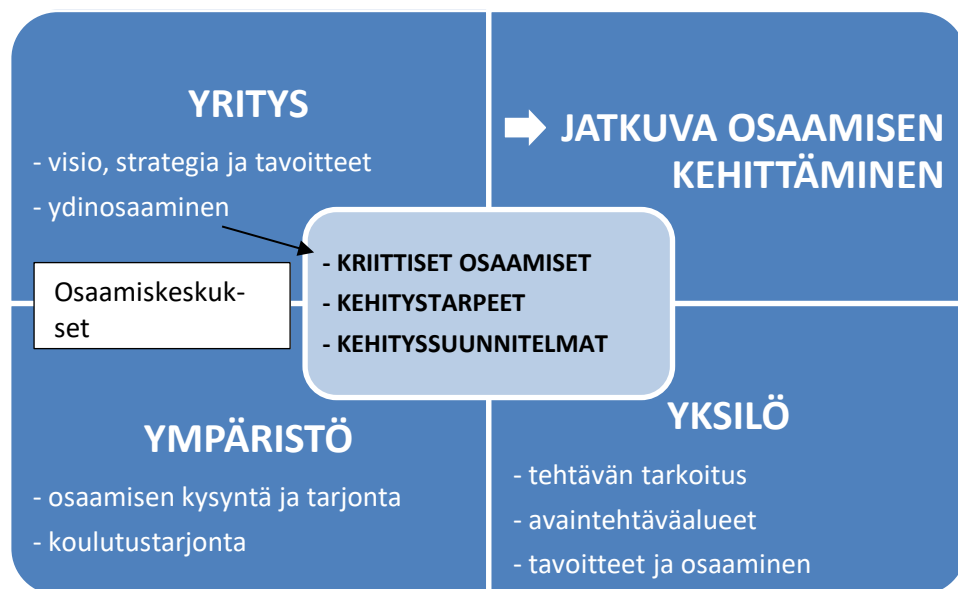 YRITYS
- visio, strategia ja tavoitteet
- ydinosaaminen
JATKUVA OSAAMISEN
KEHITTÄMINEN
Osaamiskeskuk-
set
- KRIITTISET OSAAMISET
- KEHITYSTARPEET
- KEHITYSSUUNNITELMAT
YMPÄRISTÖ
- osaamisen kysyntä ja tarjonta
- koulutustarjonta
YKSILÖ
- tehtävän tarkoitus
- avaintehtäväalueet
- tavoitteet ja osaaminen